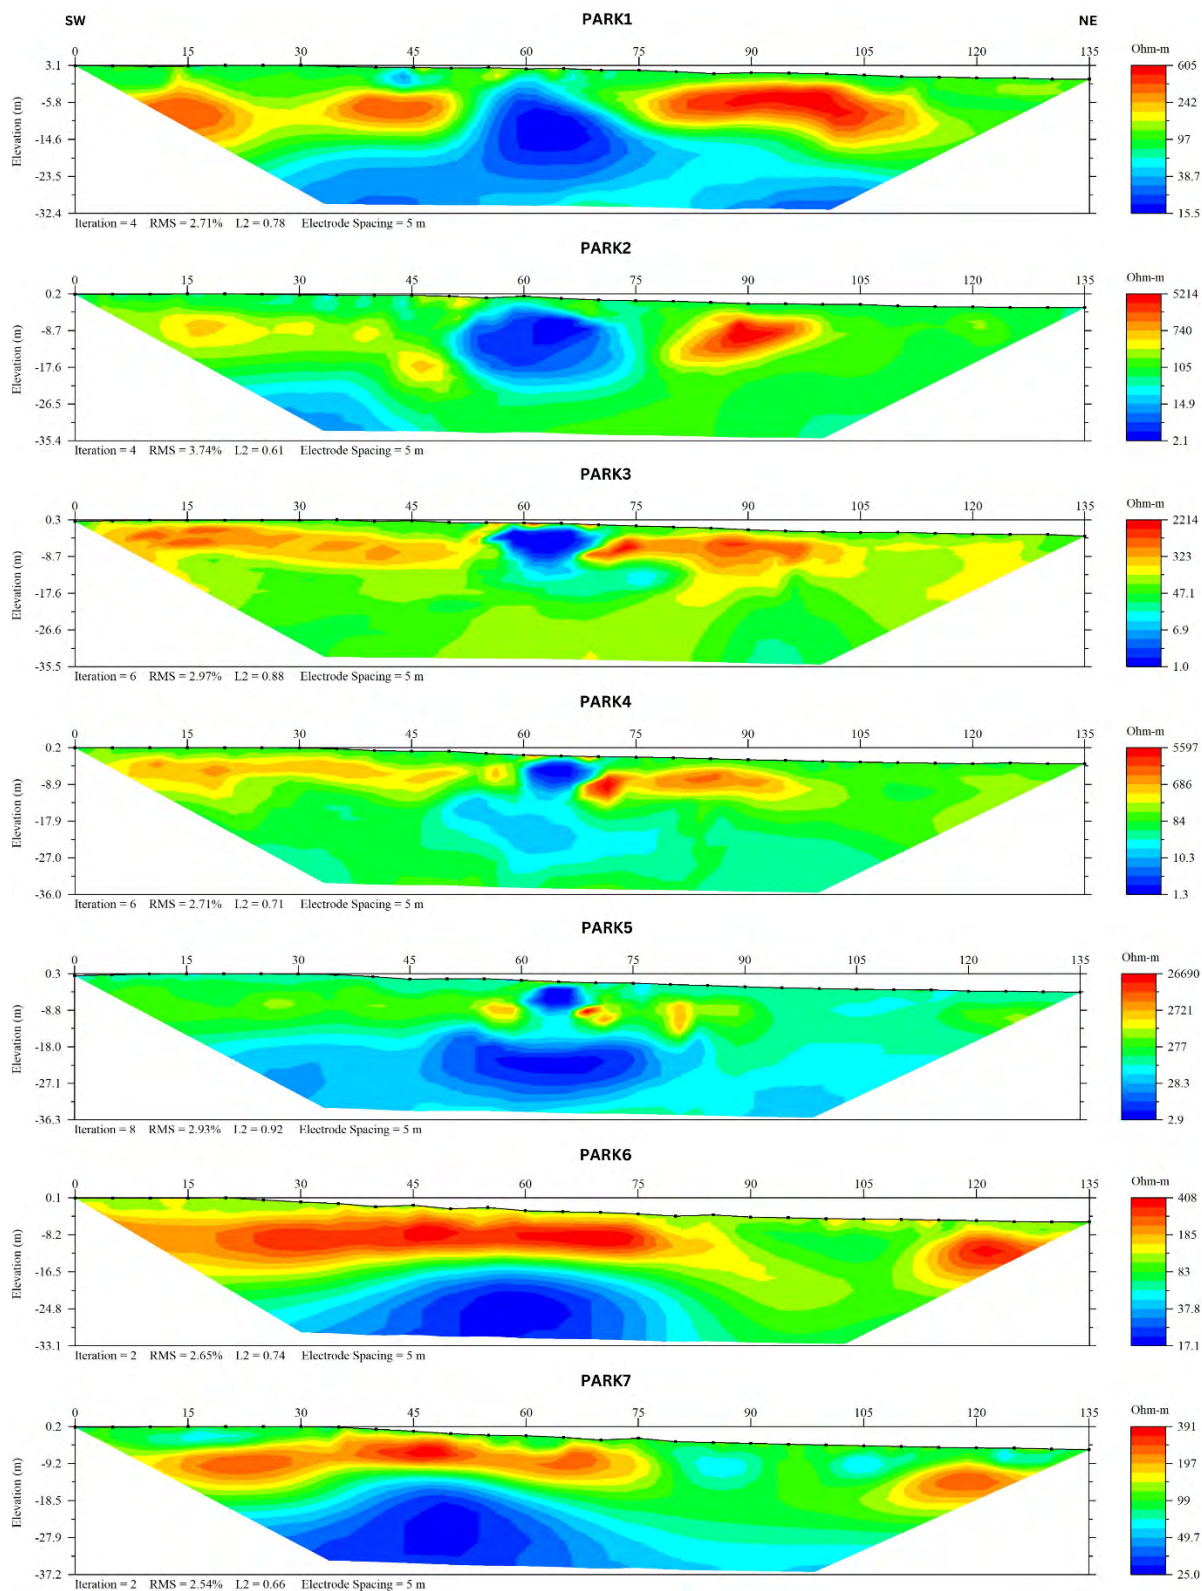 PARK1
SW NE
0 15 30 45 60 75 90 105 120 135
Ohm-m
Elevation (m)
3.1
-5.8
-14.6
-23.5
-32.4
605
242
97
38.7
15.5
Iteration = 4 RMS = 2.71% L2 = 0.78 Electrode Spacing = 5 m
PARK2
0 15 30 45 60 75 90 105 120 135
Ohm-m
Elevation (m)
0.2
-8.7
-17.6
-26.5
-35.4
5214
740
105
14.9
2.1
Iteration = 4 RMS = 3.74% L2 = 0.61 Electrode Spacing = 5 m
PARK3
0 15 30 45 60 75 90 105 120 135
Ohm-m
Elevation (m)
0.3
-8.7
-17.6
-26.6
-35.5
2214
323
47.1
6.9
1.0
Iteration = 6 RMS = 2.97% L2 = 0.88 Electrode Spacing = 5 m
PARK4
0 15 30 45 60 75 90 105 120 135
Ohm-m
Elevation (m)
0.2
-8.9
-17.9
-27.0
-36.0
5597
686
84
10.3
1.3
Iteration = 6 RMS = 2.71% L2 = 0.71 Electrode Spacing = 5 m
PARK5
0 15 30 45 60 75 90 105 120 135
Ohm-m
Elevation (m)
0.3
-8.8
-18.0
-27.1
-36.3
26690
2721
277
28.3
2.9
Iteration = 8 RMS = 2.93% L2 = 0.92 Electrode Spacing = 5 m
PARK6
0 15 30 45 60 75 90 105 120 135
Ohm-m
Elevation (m)
0.1
-8.2
-16.5
-24.8
-33.1
408
185
83
37.8
17.1
Iteration = 2 RMS = 2.65% L2 = 0.74 Electrode Spacing = 5 m
PARK7
0 15 30 45 60 75 90 105 120 135
Ohm-m
Elevation (m)
0.2
-9.2
-18.5
-27.9
-37.2
391
197
99
49.7
25.0
Iteration = 2 RMS = 2.54% L2 = 0.66 Electrode Spacing = 5 m